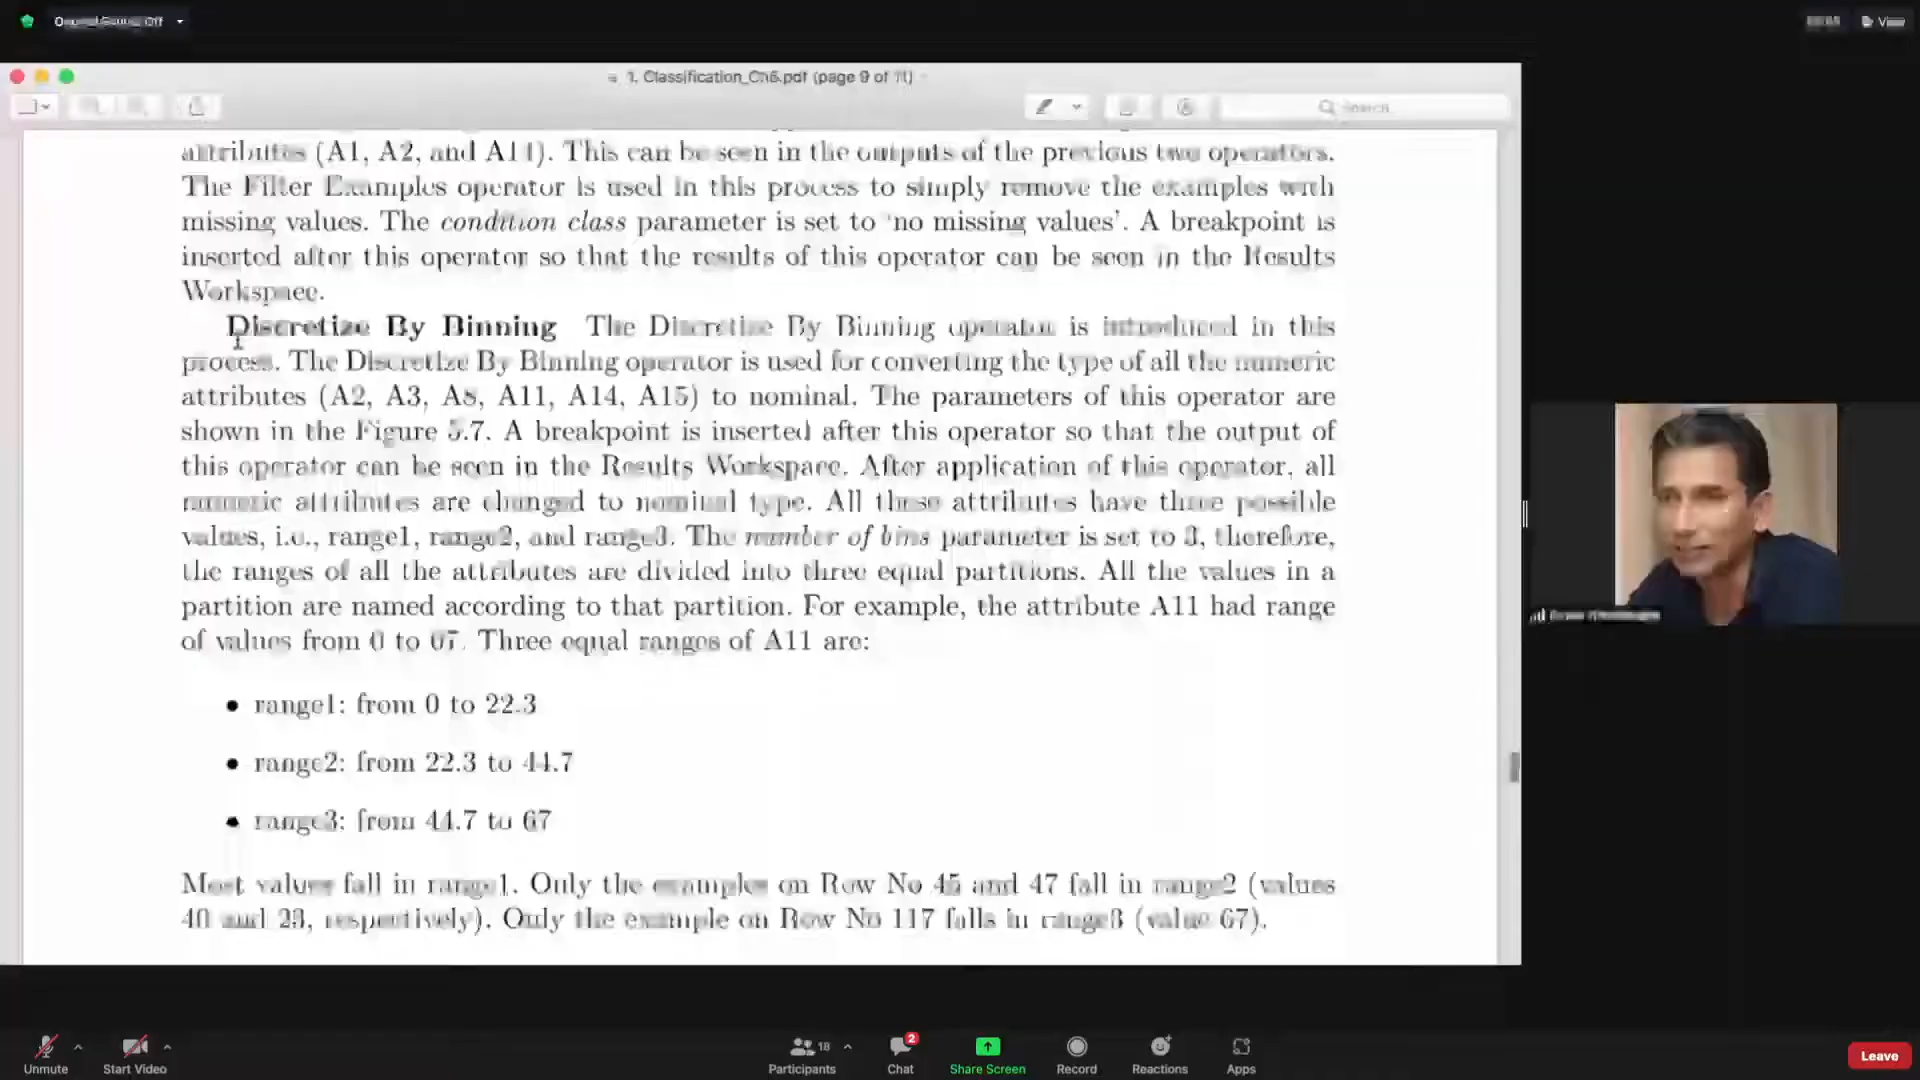 View
1. Classification_Ch5.pdf (page 9 of 11)
Search
attributes (A1, A2, and A14). This can be seen in the outputs of the previous two operators.
The Filter Examples operator is used in this process to simply remove the examples with
missing values. The condition class parameter is set to 'no missing values'. A breakpoint is
inserted after this operator so that the results of this operator can be seen in the Results
Workspace.
Discretize By Binning The Discretize By Binning operator is introduced in this
process. The Discretize By Binning operator is used for converting the type of all the numeric
attributes (A2, A3, A8, A11, A14, A15) to nominal. The parameters of this operator are
shown in the Figure 5.7. A breakpoint is inserted after this operator so that the output of
this operator can be seen in the Results Workspace. After application of this operator, all
numeric attributes are changed to nominal type. All these attributes have three possible
values, i.e., range1, range2, and range3. The number of bins parameter is set to 3, therefore,
the ranges of all the attributes are divided into three equal partitions. All the values in a
partition are named according to that partition. For example, the attribute A11 had range
of values from 0 to 67. Three equal ranges of A11 are:
• range1: from 0 to 22.3
• range2: from 22.3 to 44.7
• range3: from 44.7 to 67
Most values fall in range1. Only the examples on Row No 45 and 47 fall in range2 (values
40 and 23, respectively). Only the example on Row No 117 falls in range3 (value 67).
Unmute
Start Video
Participants 18
Chat 2
Share Screen
Record
Reactions
Apps
Leave